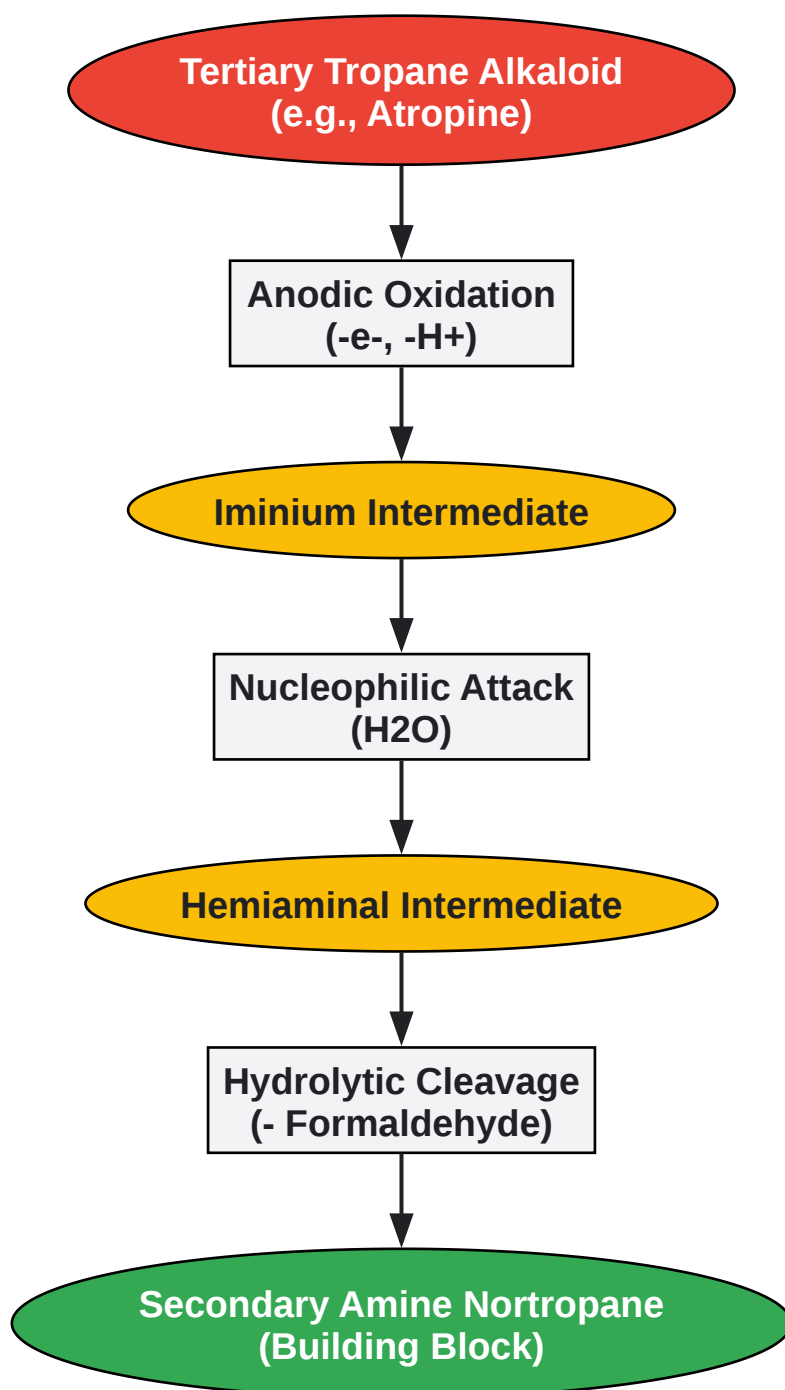 Tertiary Tropane Alkaloid
(e.g., Atropine)
Anodic Oxidation
(-e-, -H+)
Iminium Intermediate
Nucleophilic Attack
(H2O)
Hemiaminal Intermediate
Hydrolytic Cleavage
(- Formaldehyde)
Secondary Amine Nortropane
(Building Block)